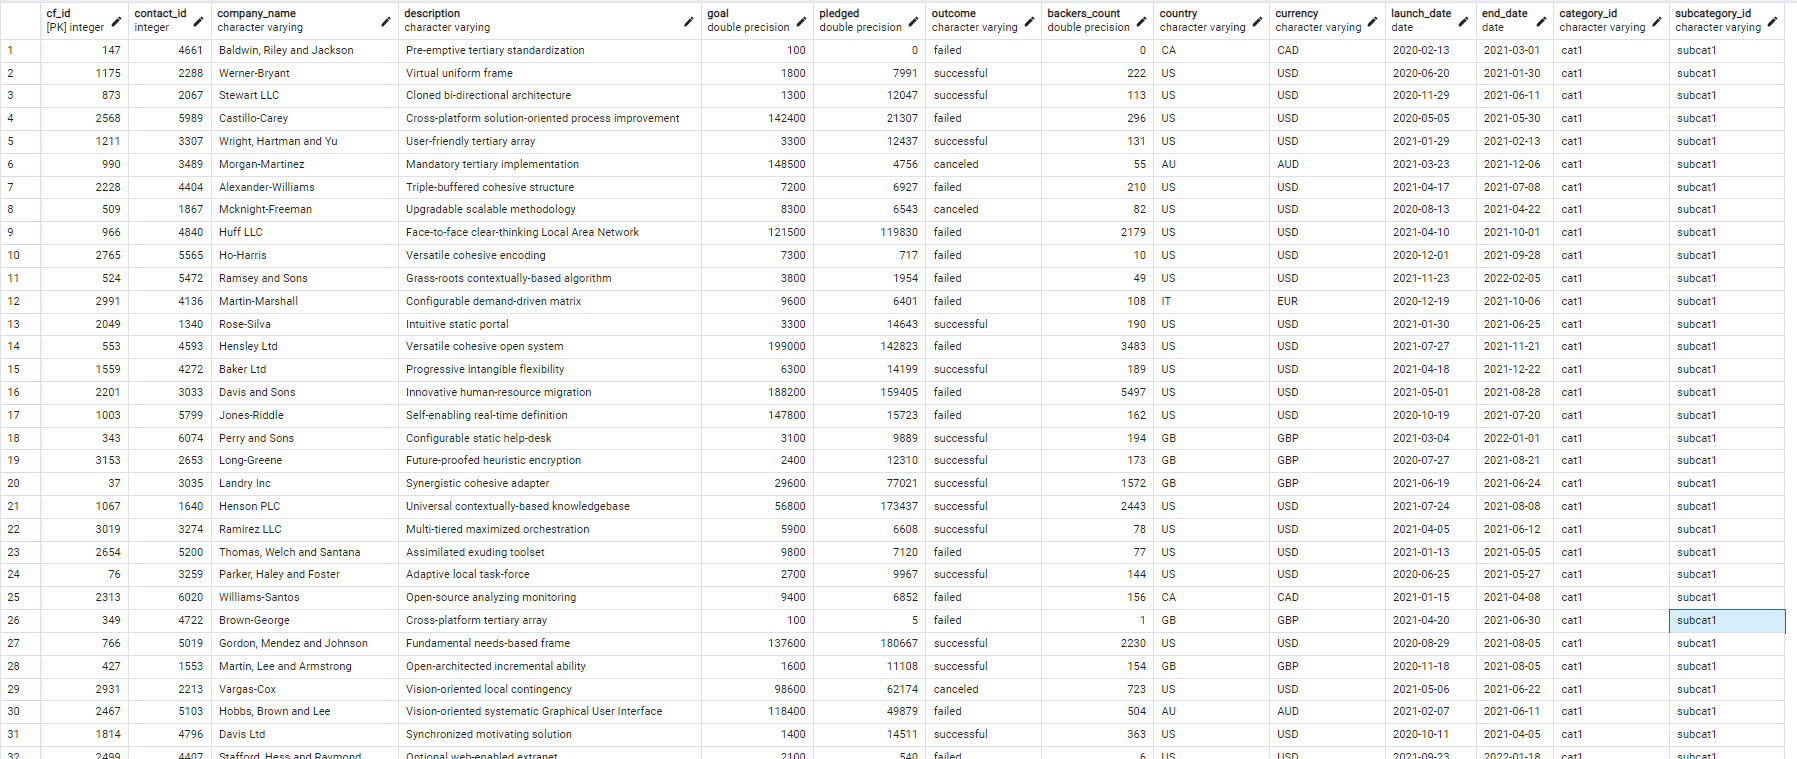 cf_id contact_id company_name description goal pledged outcome backers_count country currency launch_date end_date category_id subcategory_id
[PK] integer integer character varying character varying double precision double precision character varying double precision character varying character varying date date character varying character varying
1 147 4661 Baldwin, Riley and Jackson Pre-emptive tertiary standardization 100 0 failed 0 CA CAD 2020-02-13 2021-03-01 cat1 subcat1
2 1175 2288 Werner-Bryant Virtual uniform frame 1800 7991 successful 222 US USD 2020-06-20 2021-01-30 cat1 subcat1
3 873 2067 Stewart LLC Cloned bi-directional architecture 1300 12047 successful 113 US USD 2020-11-29 2021-06-11 cat1 subcat1
4 2568 5989 Castillo-Carey Cross-platform solution-oriented process improvement 142400 21307 failed 296 US USD 2020-05-05 2021-05-30 cat1 subcat1
5 1211 3307 Wright, Hartman and Yu User-friendly tertiary array 3300 12437 successful 131 US USD 2021-01-29 2021-02-13 cat1 subcat1
6 990 3489 Morgan-Martinez Mandatory tertiary implementation 148500 4756 canceled 55 AU AUD 2021-03-23 2021-12-06 cat1 subcat1
7 2228 4404 Alexander-Williams Triple-buffered cohesive structure 7200 6927 failed 210 US USD 2021-04-17 2021-07-08 cat1 subcat1
8 509 1867 Mcknight-Freeman Upgradable scalable methodology 8300 6543 canceled 82 US USD 2020-08-13 2021-04-22 cat1 subcat1
9 966 4840 Huff LLC Face-to-face clear-thinking Local Area Network 121500 119830 failed 2179 US USD 2021-04-10 2021-10-01 cat1 subcat1
10 2765 5565 Ho-Harris Versatile cohesive encoding 7300 717 failed 10 US USD 2020-12-01 2021-09-28 cat1 subcat1
11 524 5472 Ramsey and Sons Grass-roots contextually-based algorithm 3800 1954 failed 49 US USD 2021-11-23 2022-02-05 cat1 subcat1
12 2991 4136 Martin-Marshall Configurable demand-driven matrix 9600 6401 failed 108 IT EUR 2020-12-19 2021-10-06 cat1 subcat1
13 2049 1340 Rose-Silva Intuitive static portal 3300 14643 successful 190 US USD 2021-01-30 2021-06-25 cat1 subcat1
14 553 4593 Hensley Ltd Versatile cohesive open system 199000 142823 failed 3483 US USD 2021-07-27 2021-11-21 cat1 subcat1
15 1559 4272 Baker Ltd Progressive intangible flexibility 6300 14199 successful 189 US USD 2021-04-18 2021-12-22 cat1 subcat1
16 2201 3033 Davis and Sons Innovative human-resource migration 188200 159405 failed 5497 US USD 2021-05-01 2021-08-28 cat1 subcat1
17 1003 5799 Jones-Riddle Self-enabling real-time definition 147800 15723 failed 162 US USD 2020-10-19 2021-07-20 cat1 subcat1
18 343 6074 Perry and Sons Configurable static help-desk 3100 9889 successful 194 GB GBP 2021-03-04 2022-01-01 cat1 subcat1
19 3153 2653 Long-Greene Future-proofed heuristic encryption 2400 12310 successful 173 GB GBP 2020-07-27 2021-08-21 cat1 subcat1
20 37 3035 Landry Inc Synergistic cohesive adapter 29600 77021 successful 1572 GB GBP 2021-06-19 2021-06-24 cat1 subcat1
21 1067 1640 Henson PLC Universal contextually-based knowledgebase 56800 173437 successful 2443 US USD 2021-07-24 2021-08-08 cat1 subcat1
22 3019 3274 Ramirez LLC Multi-tiered maximized orchestration 5900 6608 successful 78 US USD 2021-04-05 2021-06-12 cat1 subcat1
23 2654 5200 Thomas, Welch and Santana Assimilated exuding toolset 9800 7120 failed 77 US USD 2021-01-13 2021-05-05 cat1 subcat1
24 76 3259 Parker, Haley and Foster Adaptive local task-force 2700 9967 successful 144 US USD 2020-06-25 2021-05-27 cat1 subcat1
25 2313 6020 Williams-Santos Open-source analyzing monitoring 9400 6852 failed 156 CA CAD 2021-01-15 2021-04-08 cat1 subcat1
26 349 4722 Brown-George Cross-platform tertiary array 100 5 failed 1 GB GBP 2021-04-20 2021-06-30 cat1 subcat1
27 766 5019 Gordon, Mendez and Johnson Fundamental needs-based frame 137600 180667 successful 2230 US USD 2020-08-29 2021-08-05 cat1 subcat1
28 427 1553 Martin, Lee and Armstrong Open-architected incremental ability 1600 11108 successful 154 GB GBP 2020-11-18 2021-08-05 cat1 subcat1
29 2931 2213 Vargas-Cox Vision-oriented local contingency 98600 62174 canceled 723 US USD 2021-05-06 2021-06-22 cat1 subcat1
30 2467 5103 Hobbs, Brown and Lee Vision-oriented systematic Graphical User Interface 118400 49879 failed 504 AU AUD 2021-02-07 2021-06-11 cat1 subcat1
31 1814 4796 Davis Ltd Synchronized motivating solution 1400 14511 successful 363 US USD 2020-10-11 2021-04-05 cat1 subcat1
32 2499 4407 Stafford, Hess and Raymond Optional web-enabled extranet 2100 540 failed 6 US USD 2021-09-23 2022-01-18 cat1 subcat1